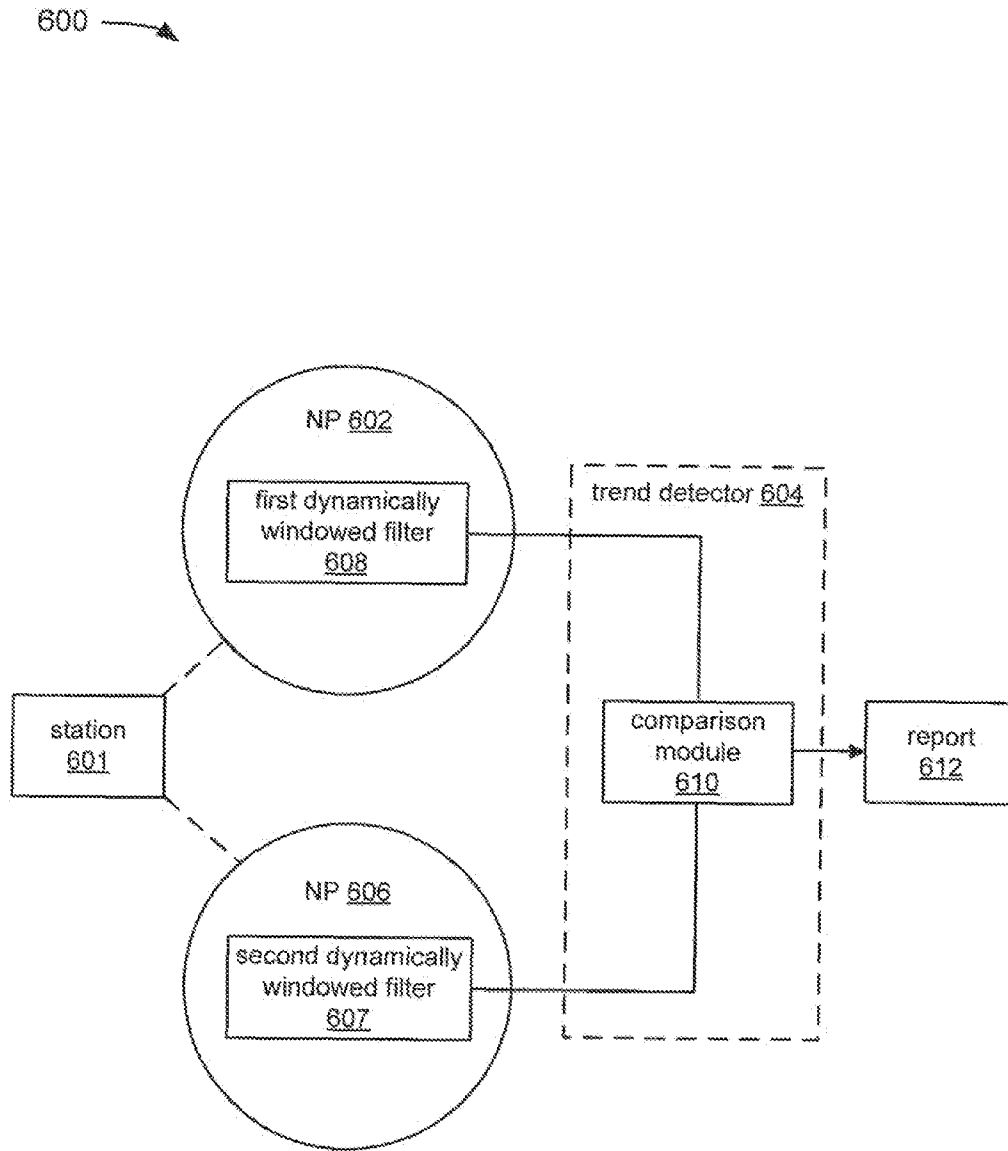 600
NP 602
first dynamically
windowed filter
608
trend detector 604
station
601
comparison
module
610
report
612
NP 606
second dynamically
windowed filter
607